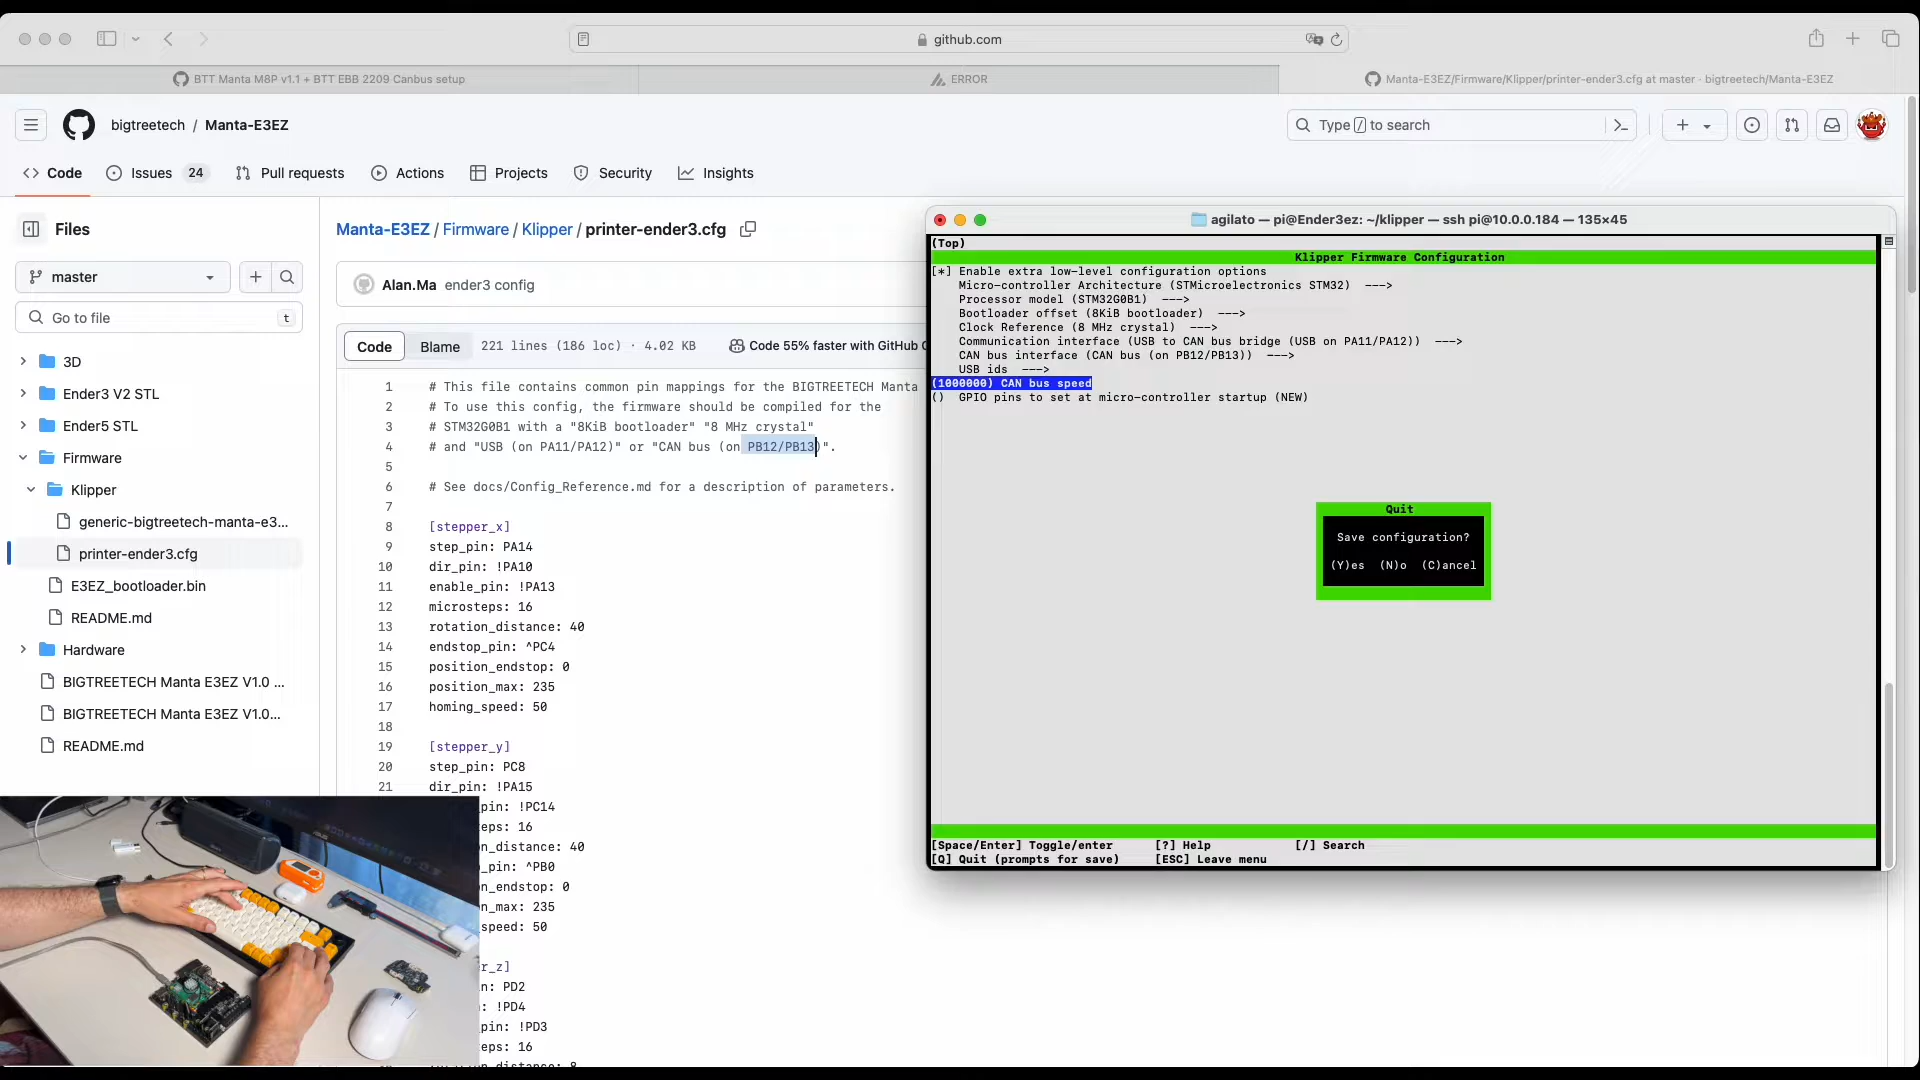 github.com
BTT Manta M8P v1.1 + BTT EBB 2209 Canbus setup
ERROR
Manta-E3EZ/Firmware/Klipper/printer-ender3.cfg at master · bigtreetech/Manta-E3EZ
bigtreetech / Manta-E3EZ
Type / to search
Code
Issues 24
Pull requests
Actions
Projects
Security
Insights
Files
master
Go to file
t
3D
Ender3 V2 STL
Ender5 STL
Firmware
Klipper
generic-bigtreetech-manta-e3...
printer-ender3.cfg
E3EZ_bootloader.bin
README.md
Hardware
BIGTREETECH Manta E3EZ V1.0 ...
BIGTREETECH Manta E3EZ V1.0...
README.md
Manta-E3EZ / Firmware / Klipper / printer-ender3.cfg
Alan.Ma ender3 config
Code Blame 221 lines (186 loc) · 4.02 KB Code 55% faster with GitHub
1 # This file contains common pin mappings for the BIGTREETECH Manta
2 # To use this config, the firmware should be compiled for the
3 # STM32G0B1 with a "8KiB bootloader" "8 MHz crystal"
4 # and "USB (on PA11/PA12)" or "CAN bus (on PB12/PB13)".
5
6 # See docs/Config_Reference.md for a description of parameters.
7
8 [stepper_x]
9 step_pin: PA14
10 dir_pin: !PA10
11 enable_pin: !PA13
12 microsteps: 16
13 rotation_distance: 40
14 endstop_pin: ^PC4
15 position_endstop: 0
16 position_max: 235
17 homing_speed: 50
18
19 [stepper_y]
20 step_pin: PC8
21 dir_pin: !PA15
pin: !PC14
eps: 16
n_distance: 40
pin: ^PB0
n_endstop: 0
n_max: 235
speed: 50
r_z]
n: PD2
: !PD4
pin: !PD3
eps: 16
agilato — pi@Ender3ez: ~/klipper — ssh pi@10.0.0.184 — 135×45
(Top)
Klipper Firmware Configuration
[*] Enable extra low-level configuration options
Micro-controller Architecture (STMicroelectronics STM32) --->
Processor model (STM32G0B1) --->
Bootloader offset (8KiB bootloader) --->
Clock Reference (8 MHz crystal) --->
Communication interface (USB to CAN bus bridge (USB on PA11/PA12)) --->
CAN bus interface (CAN bus (on PB12/PB13)) --->
USB ids --->
(1000000) CAN bus speed
() GPIO pins to set at micro-controller startup (NEW)
Quit
Save configuration?
(Y)es (N)o (C)ancel
[Space/Enter] Toggle/enter [?] Help [/] Search
[Q] Quit (prompts for save) [ESC] Leave menu